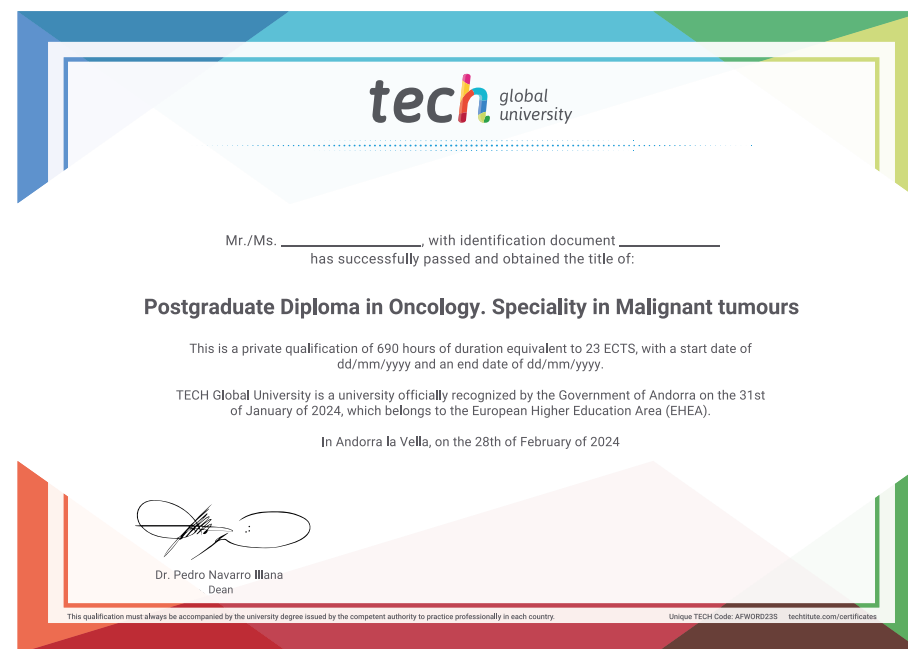 tech global
university
Mr./Ms. ____________________, with identification document ______________
has successfully passed and obtained the title of:
Postgraduate Diploma in Oncology. Speciality in Malignant tumours
This is a private qualification of 690 hours of duration equivalent to 23 ECTS, with a start date of
dd/mm/yyyy and an end date of dd/mm/yyyy.
TECH Global University is a university officially recognized by the Government of Andorra on the 31st
of January of 2024, which belongs to the European Higher Education Area (EHEA).
In Andorra la Vella, on the 28th of February of 2024
Dr. Pedro Navarro Illana
Dean
This qualification must always be accompanied by the university degree issued by the competent authority to practice professionally in each country.
Unique TECH Code: AFWORD23S techtitute.com/certificates